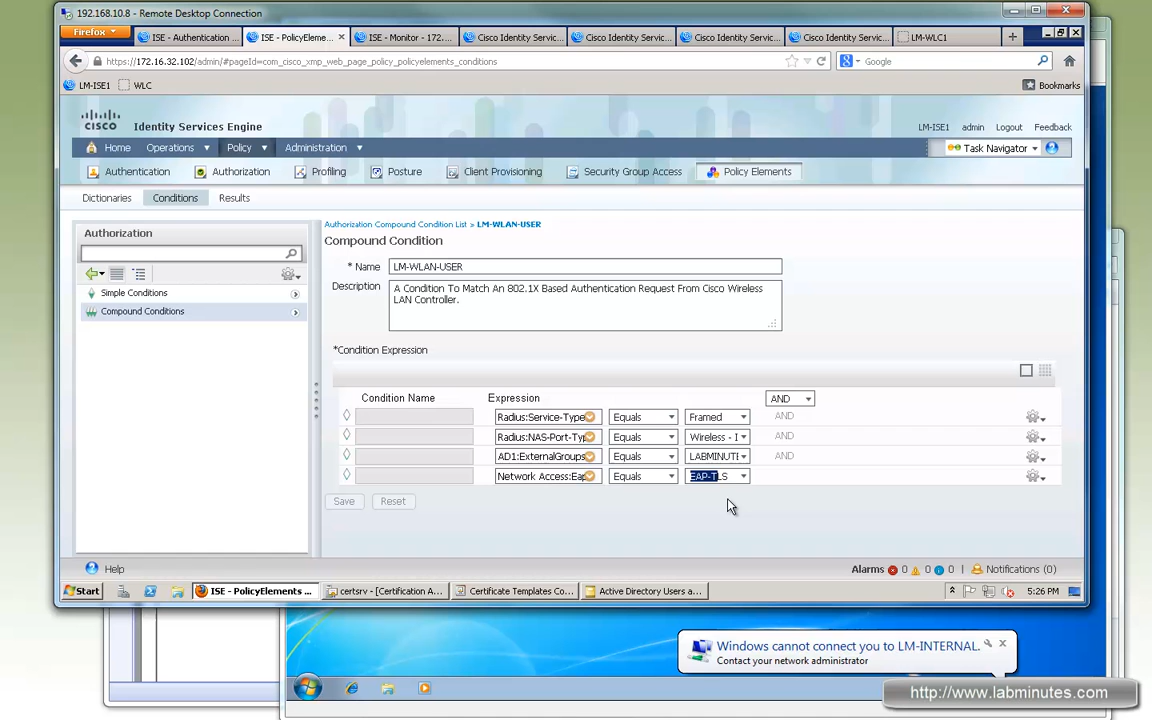 192.168.10.8 - Remote Desktop Connection
Firefox
ISE - Authentication ...
ISE - PolicyEleme...
ISE - Monitor - 172....
Cisco Identity Servic...
Cisco Identity Servic...
Cisco Identity Servic...
Cisco Identity Servic...
LM-WLC1
https://172.16.32.102/admin/#pageId=com_cisco_xmp_web_page_policy_policyelements_conditions
Google
LM-ISE1
WLC
Bookmarks
CISCO
Identity Services Engine
LM-ISE1
admin
Logout
Feedback
Home
Operations
Policy
Administration
Task Navigator
Authentication
Authorization
Profiling
Posture
Client Provisioning
Security Group Access
Policy Elements
Dictionaries
Conditions
Results
Authorization
Simple Conditions
Compound Conditions
Authorization Compound Condition List > LM-WLAN-USER
Compound Condition
* Name
LM-WLAN-USER
Description
A Condition To Match An 802.1X Based Authentication Request From Cisco Wireless
LAN Controller.
*Condition Expression
Condition Name
Expression
AND
Radius:Service-Type
Equals
Framed
AND
Radius:NAS-Port-Typ
Equals
Wireless - I
AND
AD1:ExternalGroups
Equals
LABMINUTE
AND
Network Access:Eap
Equals
EAP-TLS
Save
Reset
Help
Alarms
0
0
0
Notifications (0)
Start
ISE - PolicyElements ...
certsrv - [Certification A...
Certificate Templates Co...
Active Directory Users a...
5:26 PM
Windows cannot connect you to LM-INTERNAL.
Contact your network administrator
http://www.labminutes.com